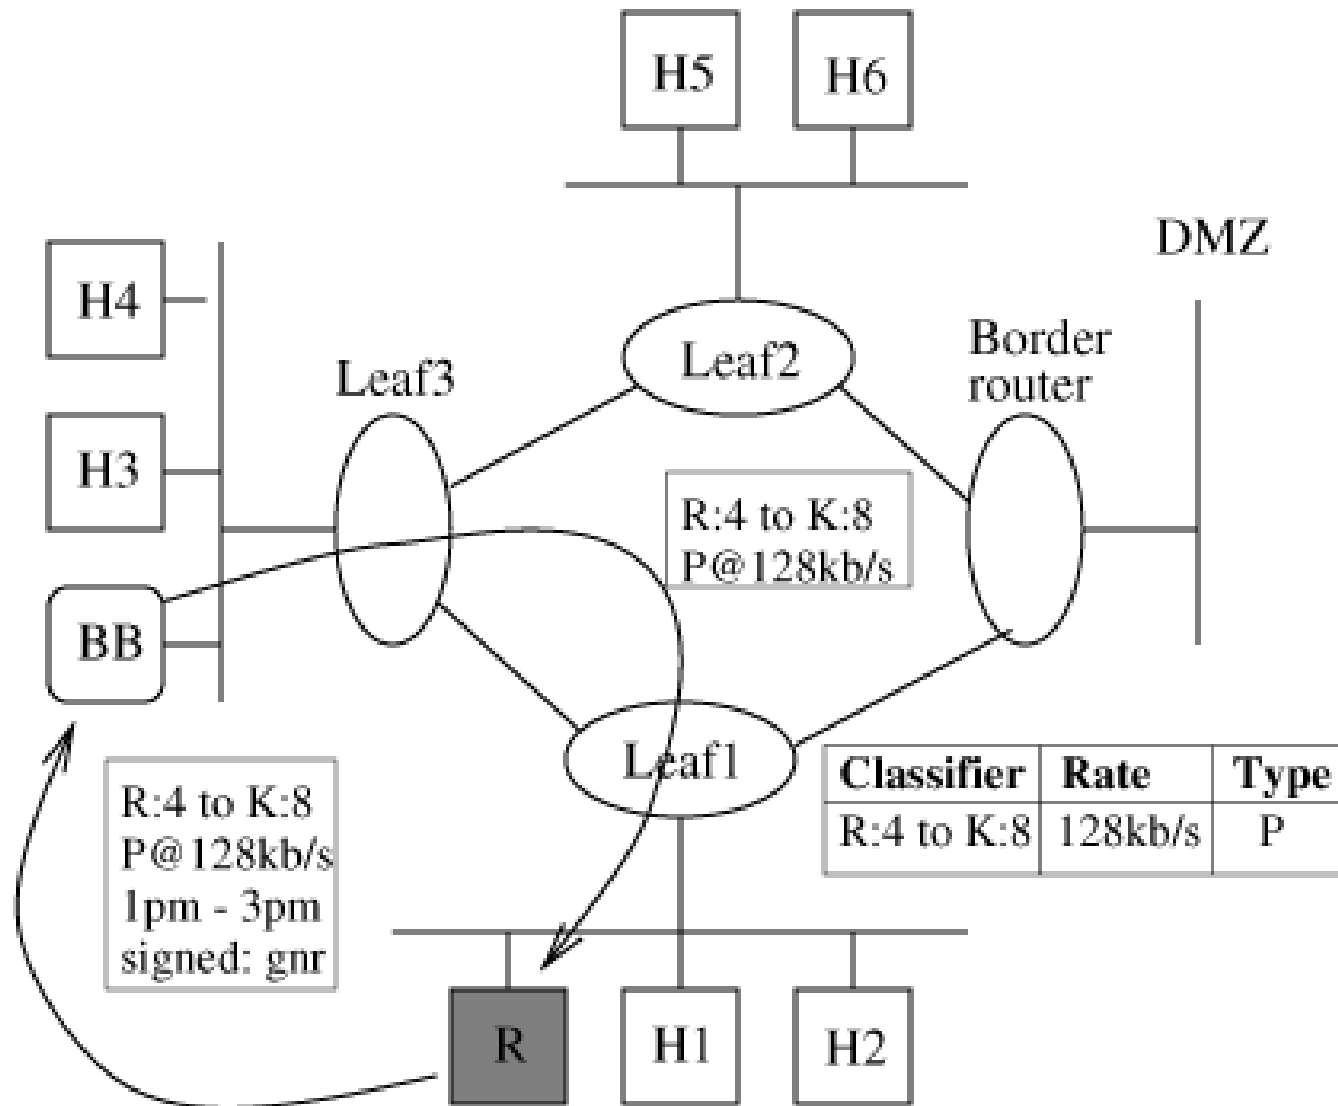 H5
H6
DMZ
H4
Leaf3
Leaf2
Border
router
H3
R:4 to K:8
P@128kb/s
BB
Leaf1
R:4 to K:8
P@128kb/s
1pm - 3pm
signed: gnr
Classifier Rate Type
R:4 to K:8 128kb/s P
R
H1
H2